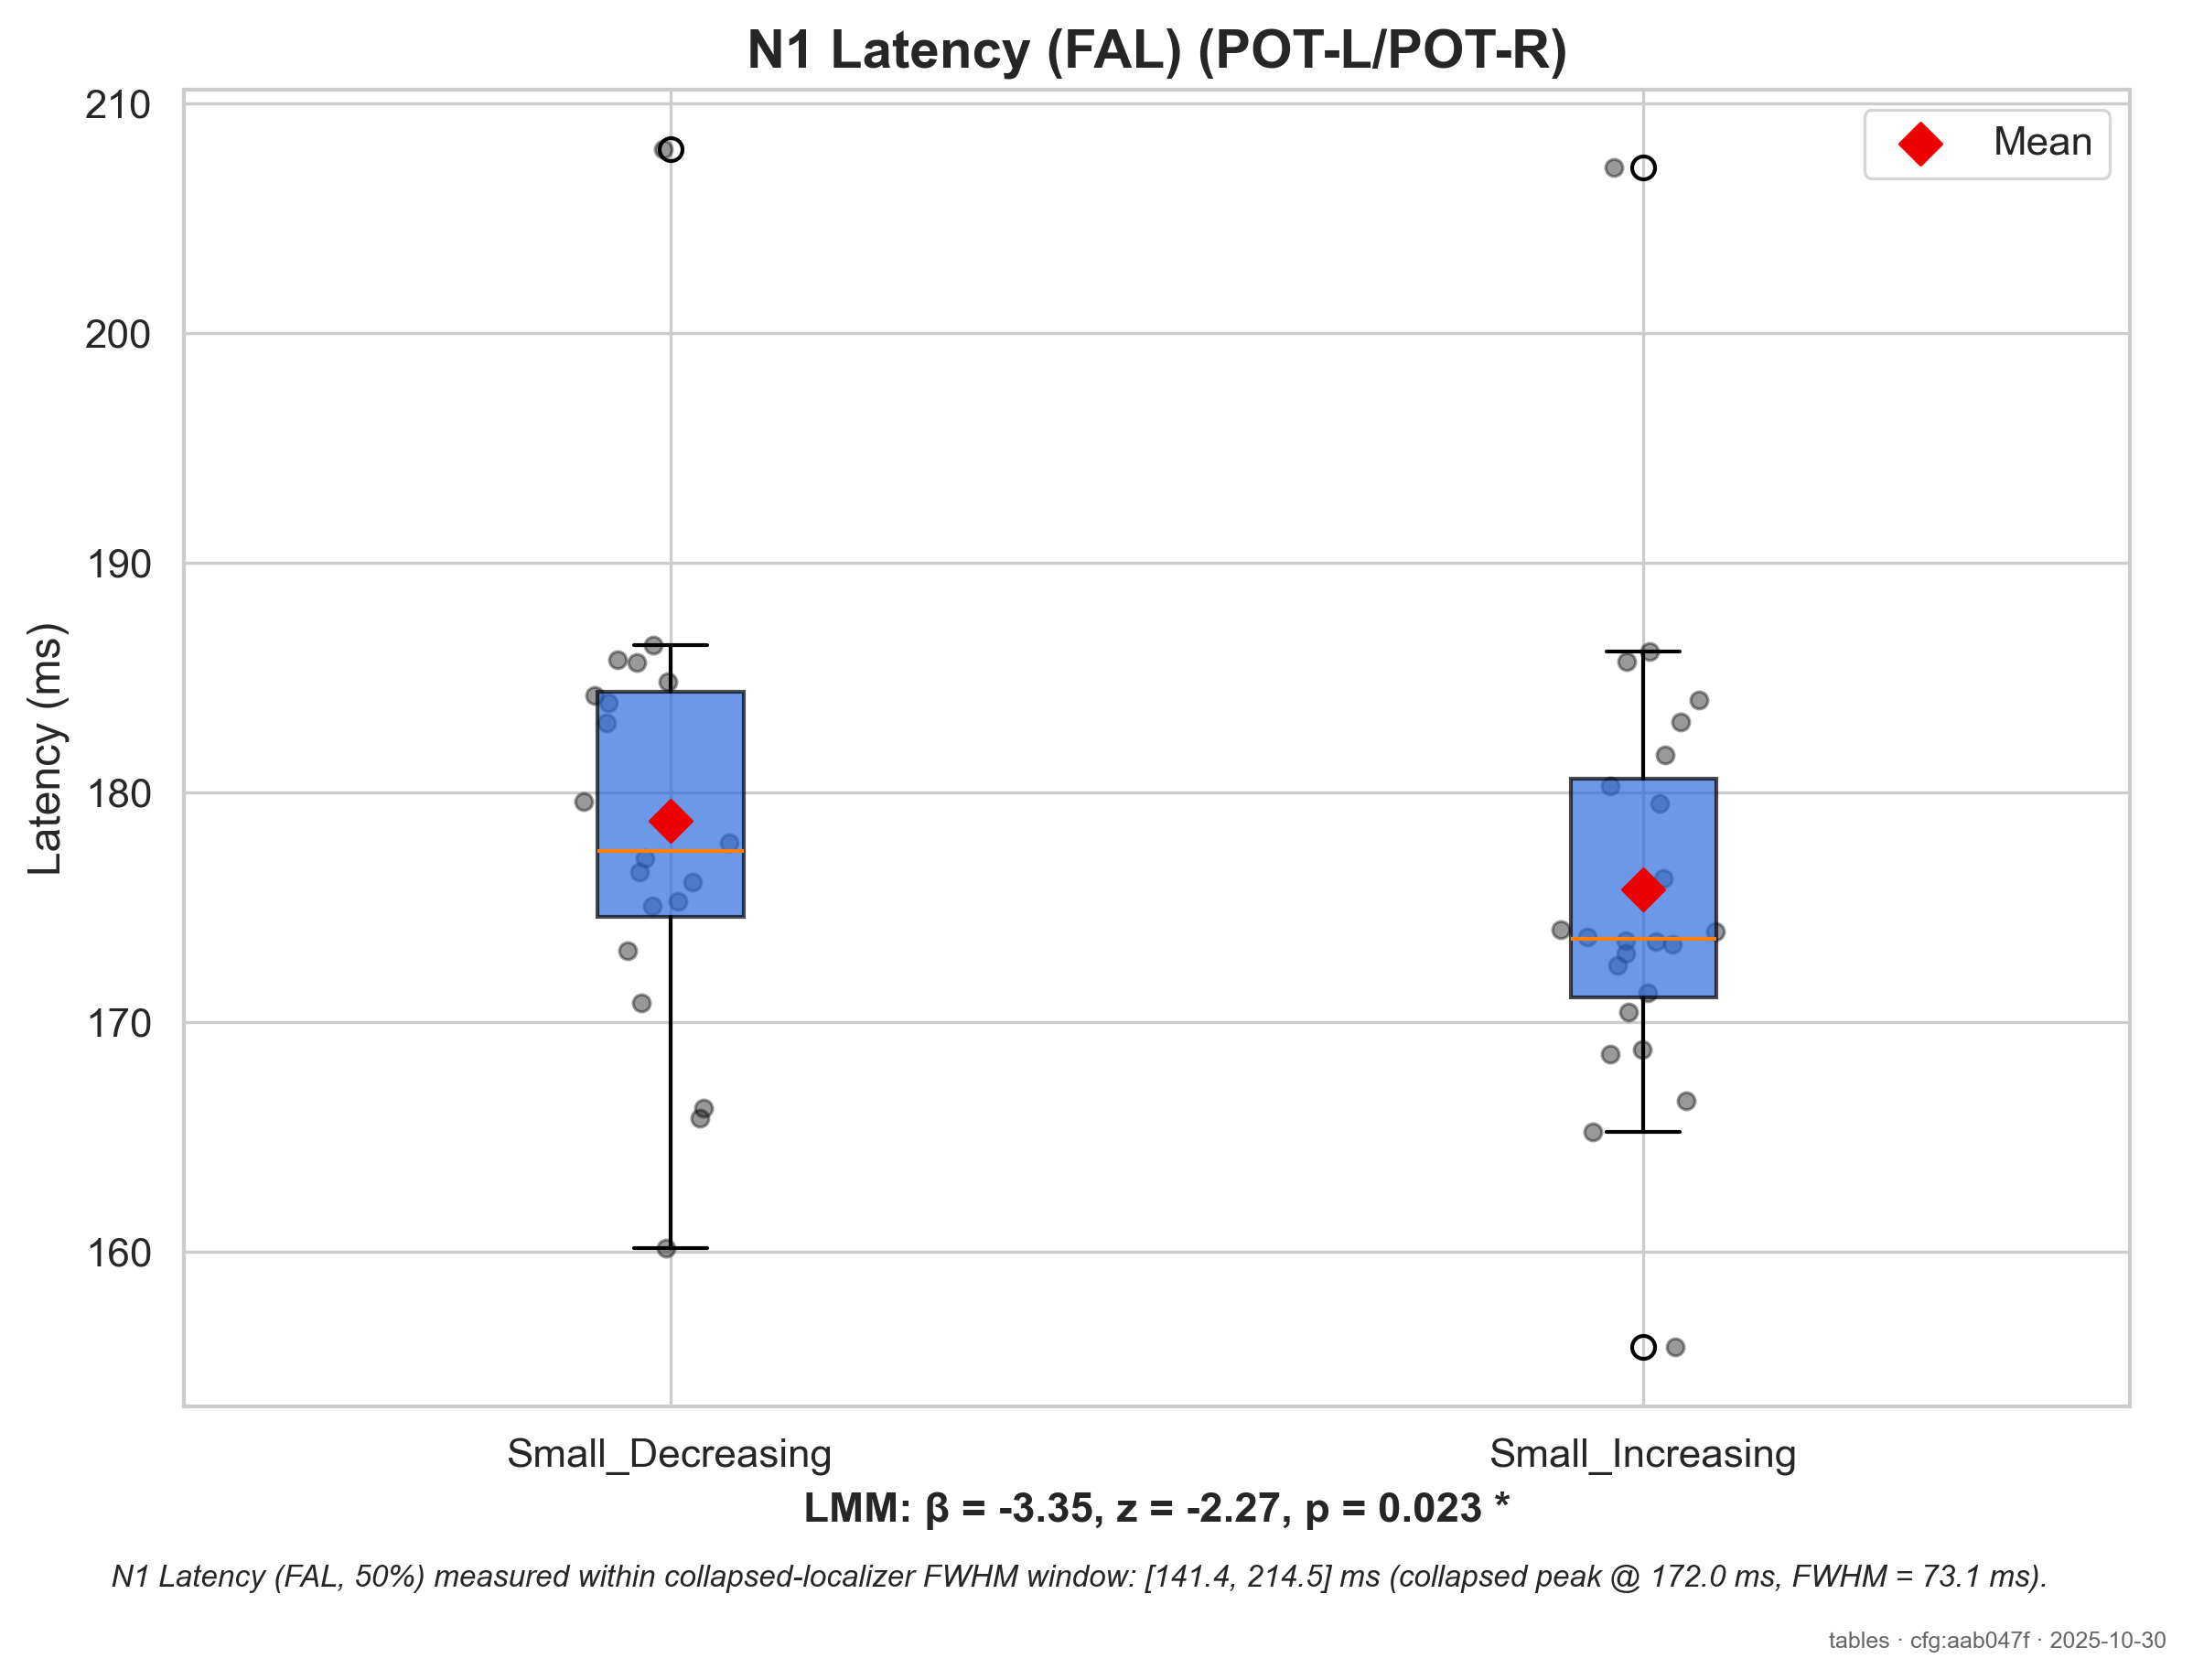 N1 Latency (FAL) (POT-L/POT-R)
Mean
Latency (ms)
210
200
190
180
170
160
Small_Decreasing
Small_Increasing
LMM: β = -3.35, z = -2.27, p = 0.023 *
N1 Latency (FAL, 50%) measured within collapsed-localizer FWHM window: [141.4, 214.5] ms (collapsed peak @ 172.0 ms, FWHM = 73.1 ms).
tables · cfg:aab047f · 2025-10-30